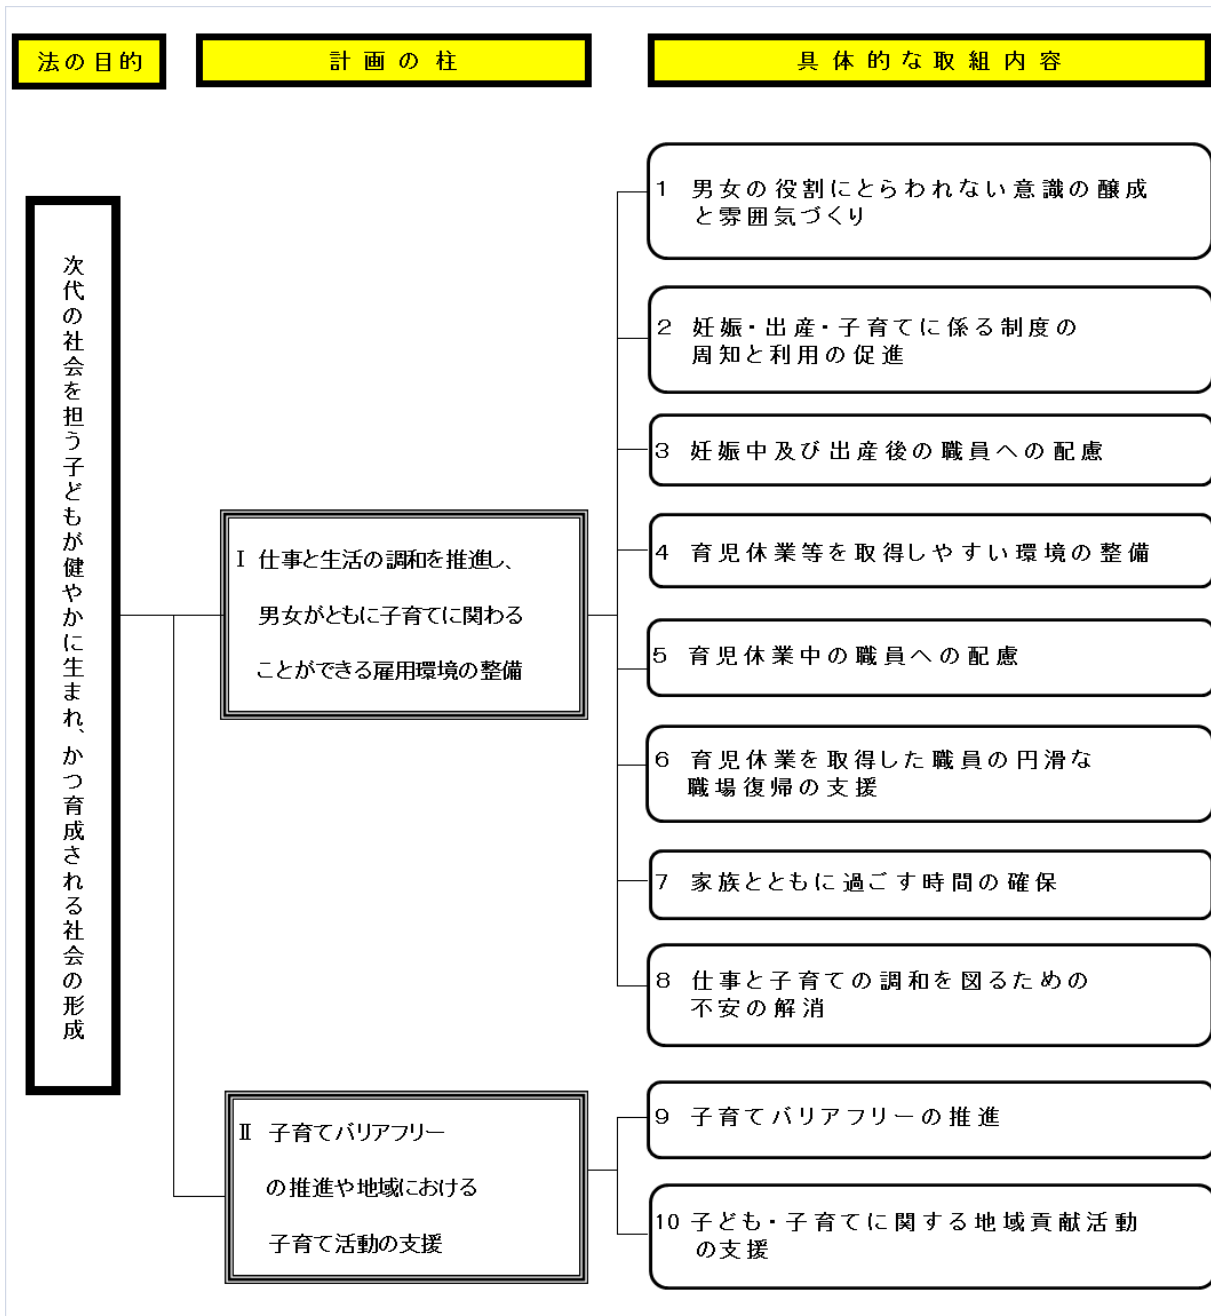 法の目的
計画の柱
具体的な取組内容
次代の社会を担う子どもが健やかに生まれ、かつ育成される社会の形成
Ⅰ 仕事と生活の調和を推進し、
男女がともに子育てに関わる
ことができる雇用環境の整備
1 男女の役割にとらわれない意識の醸成
と雰囲気づくり
2 妊娠・出産・子育てに係る制度の
周知と利用の促進
3 妊娠中及び出産後の職員への配慮
4 育児休業等を取得しやすい環境の整備
5 育児休業中の職員への配慮
6 育児休業を取得した職員の円滑な
職場復帰の支援
7 家族とともに過ごす時間の確保
8 仕事と子育ての調和を図るための
不安の解消
Ⅱ 子育てバリアフリー
の推進や地域における
子育て活動の支援
9 子育てバリアフリーの推進
10 子ども・子育てに関する地域貢献活動
の支援